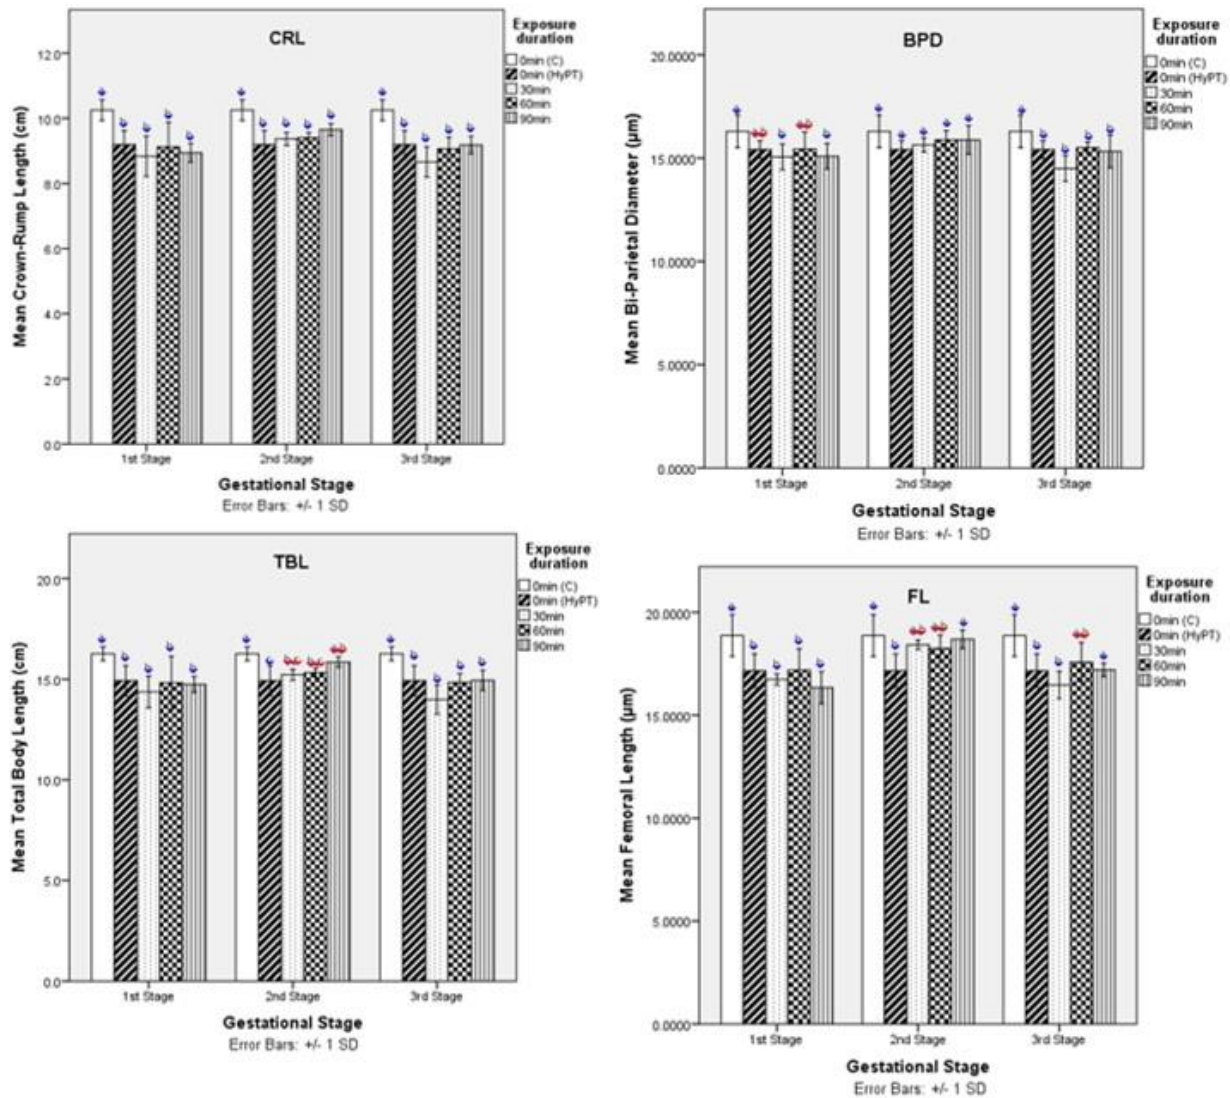 CRL
Exposure duration
0min (C)
0min (HyPT)
30min
60min
90min
Mean Crown-Rump Length (cm)
12.0
10.0
8.0
6.0
4.0
2.0
0.0
1st Stage 2nd Stage 3rd Stage
Gestational Stage
Error Bars: +/- 1 SD
BPD
Exposure duration
0min (C)
0min (HyPT)
30min
60min
90min
Mean Bi-Parietal Diameter (µm)
20.0000
15.0000
10.0000
5.0000
0.0000
1st Stage 2nd Stage 3rd Stage
Gestational Stage
Error Bars: +/- 1 SD
TBL
Exposure duration
0min (C)
0min (HyPT)
30min
60min
90min
Mean Total Body Length (cm)
20.0
15.0
10.0
5.0
0.0
1st Stage 2nd Stage 3rd Stage
Gestational Stage
Error Bars: +/- 1 SD
FL
Exposure duration
0min (C)
0min (HyPT)
30min
60min
90min
Mean Femoral Length (µm)
20.0000
15.0000
10.0000
5.0000
0.0000
1st Stage 2nd Stage 3rd Stage
Gestational Stage
Error Bars: +/- 1 SD